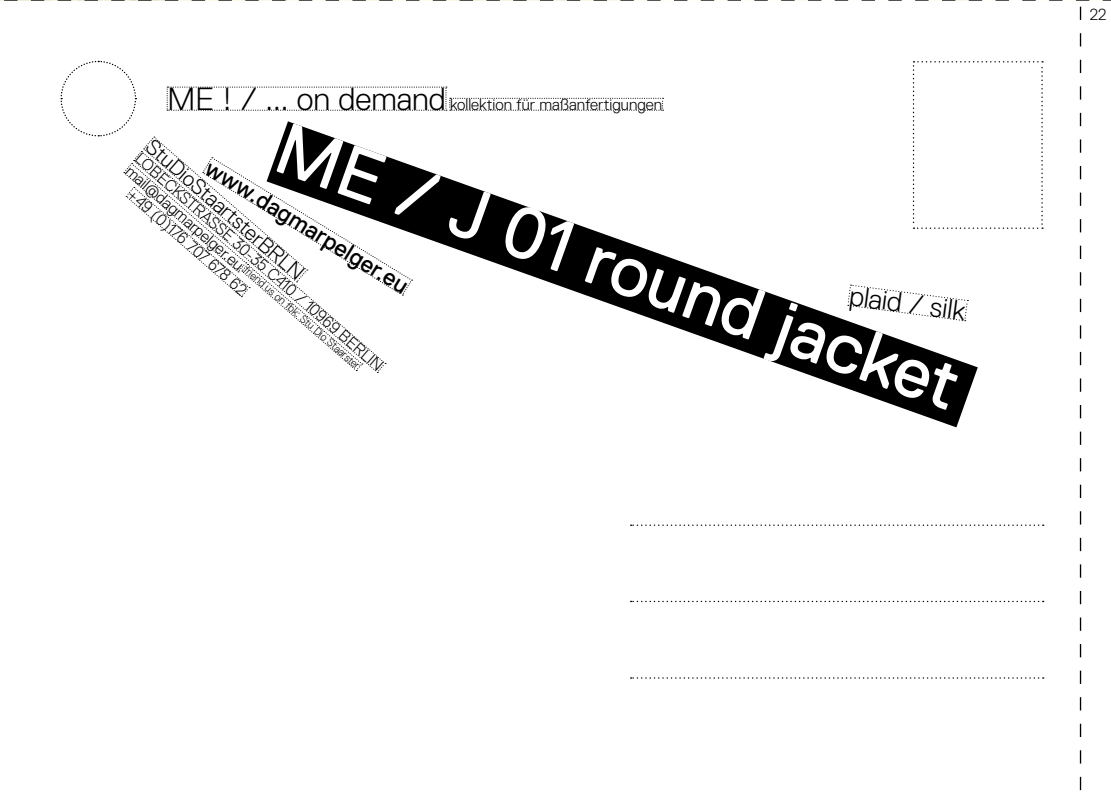 22
ME ! / ... on demand kollektion für maßanfertigungen
ME / J 01 round jacket
plaid / silk
www.dagmarpelger.eu
StuDioStaartsterBRLN
LOBECKSTRASSE 30-35 C410 / 10969 BERLIN
mail@dagmarpelger.eu
+49 (0)176 707 678 62